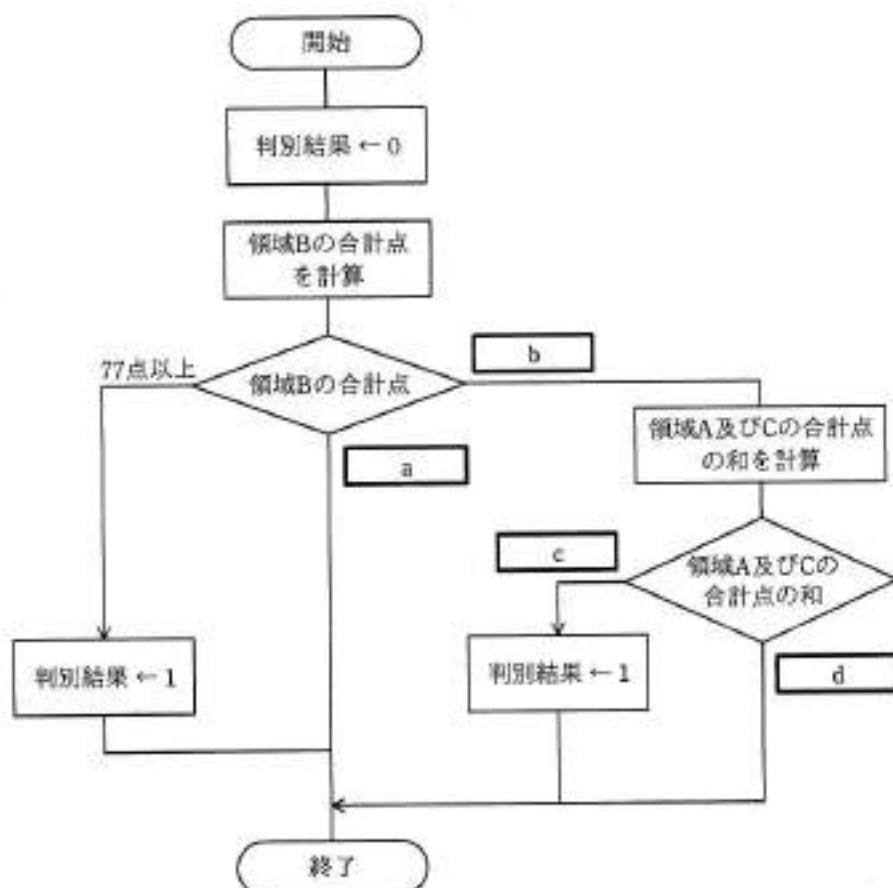 開始
判別結果 ← 0
領域Bの合計点
を計算
77点以上
領域Bの合計点
b
a
領域A及びCの合計点
の和を計算
c
領域A及びCの
合計点の和
判別結果 ← 1
判別結果 ← 1
d
終了